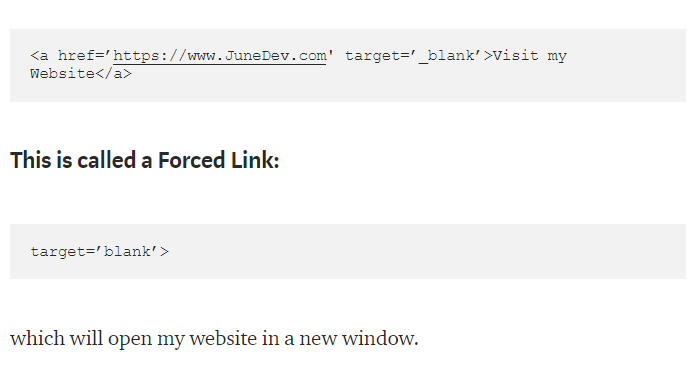 <a href=’https://www.JuneDev.com' target=’_blank’>Visit my
Website</a>
This is called a Forced Link:
target=’blank’>
which will open my website in a new window.